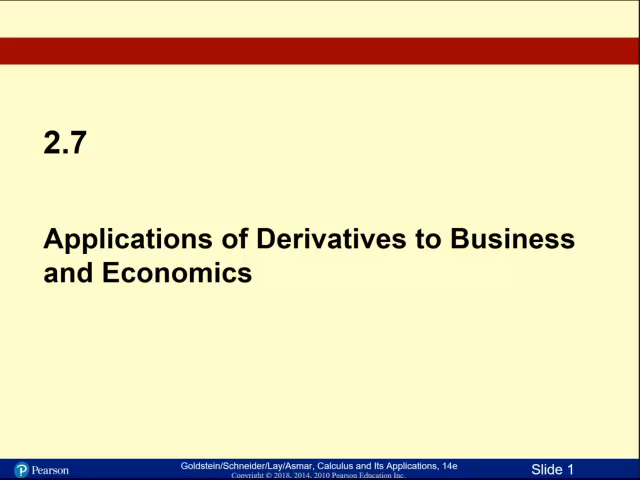 2.7
Applications of Derivatives to Business
and Economics
Pearson
Goldstein/Schneider/Lay/Asmar, Calculus and Its Applications, 14e
Copyright © 2018, 2014, 2010 Pearson Education Inc.
Slide 1